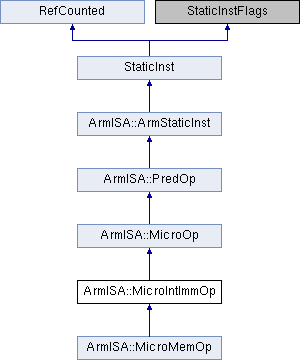 RefCounted
StaticInstFlags
StaticInst
ArmISA::ArmStaticInst
ArmISA::PredOp
ArmISA::MicroOp
ArmISA::MicroIntImmOp
ArmISA::MicroMemOp